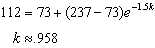 112 = 73 + (237 − 73)e^{−1.5k}
k ≈ .958